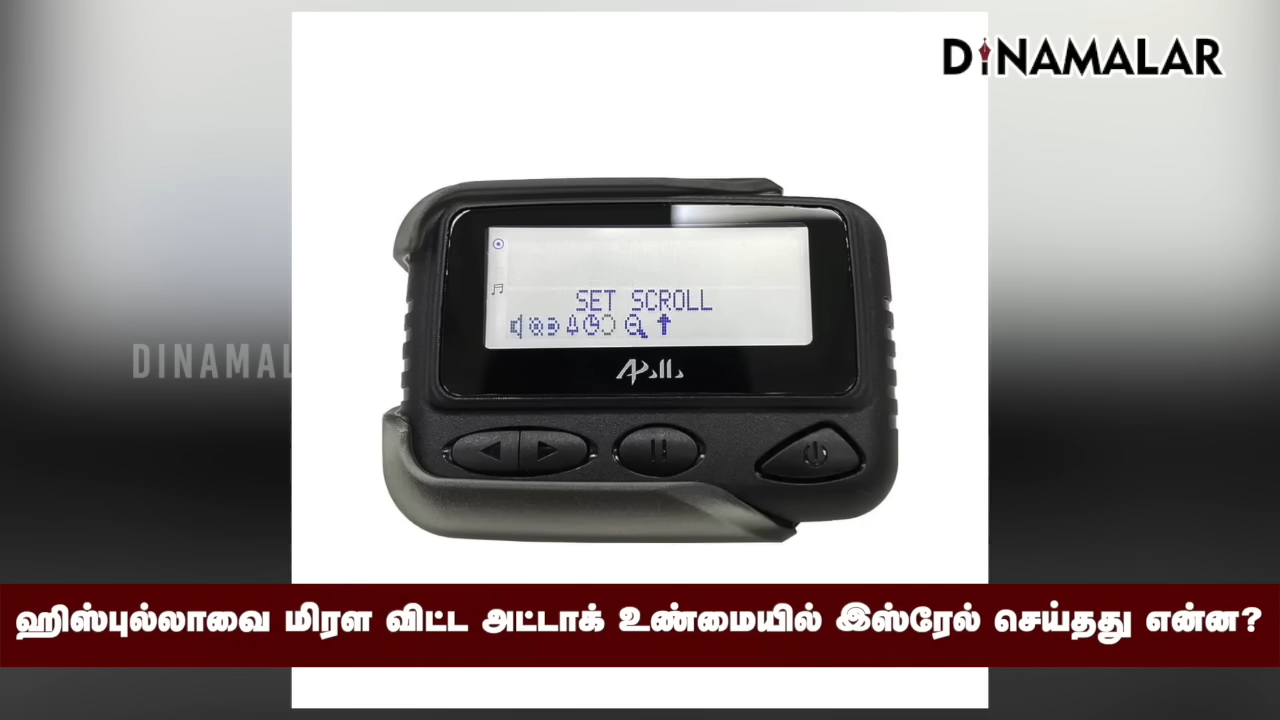 DINAMALAR
SET SCROLL
Apollo
DINAMAL
ஹிஸ்புல்லாவை மிரள விட்ட அட்டாக் உண்மையில் இஸ்ரேல் செய்தது என்ன?